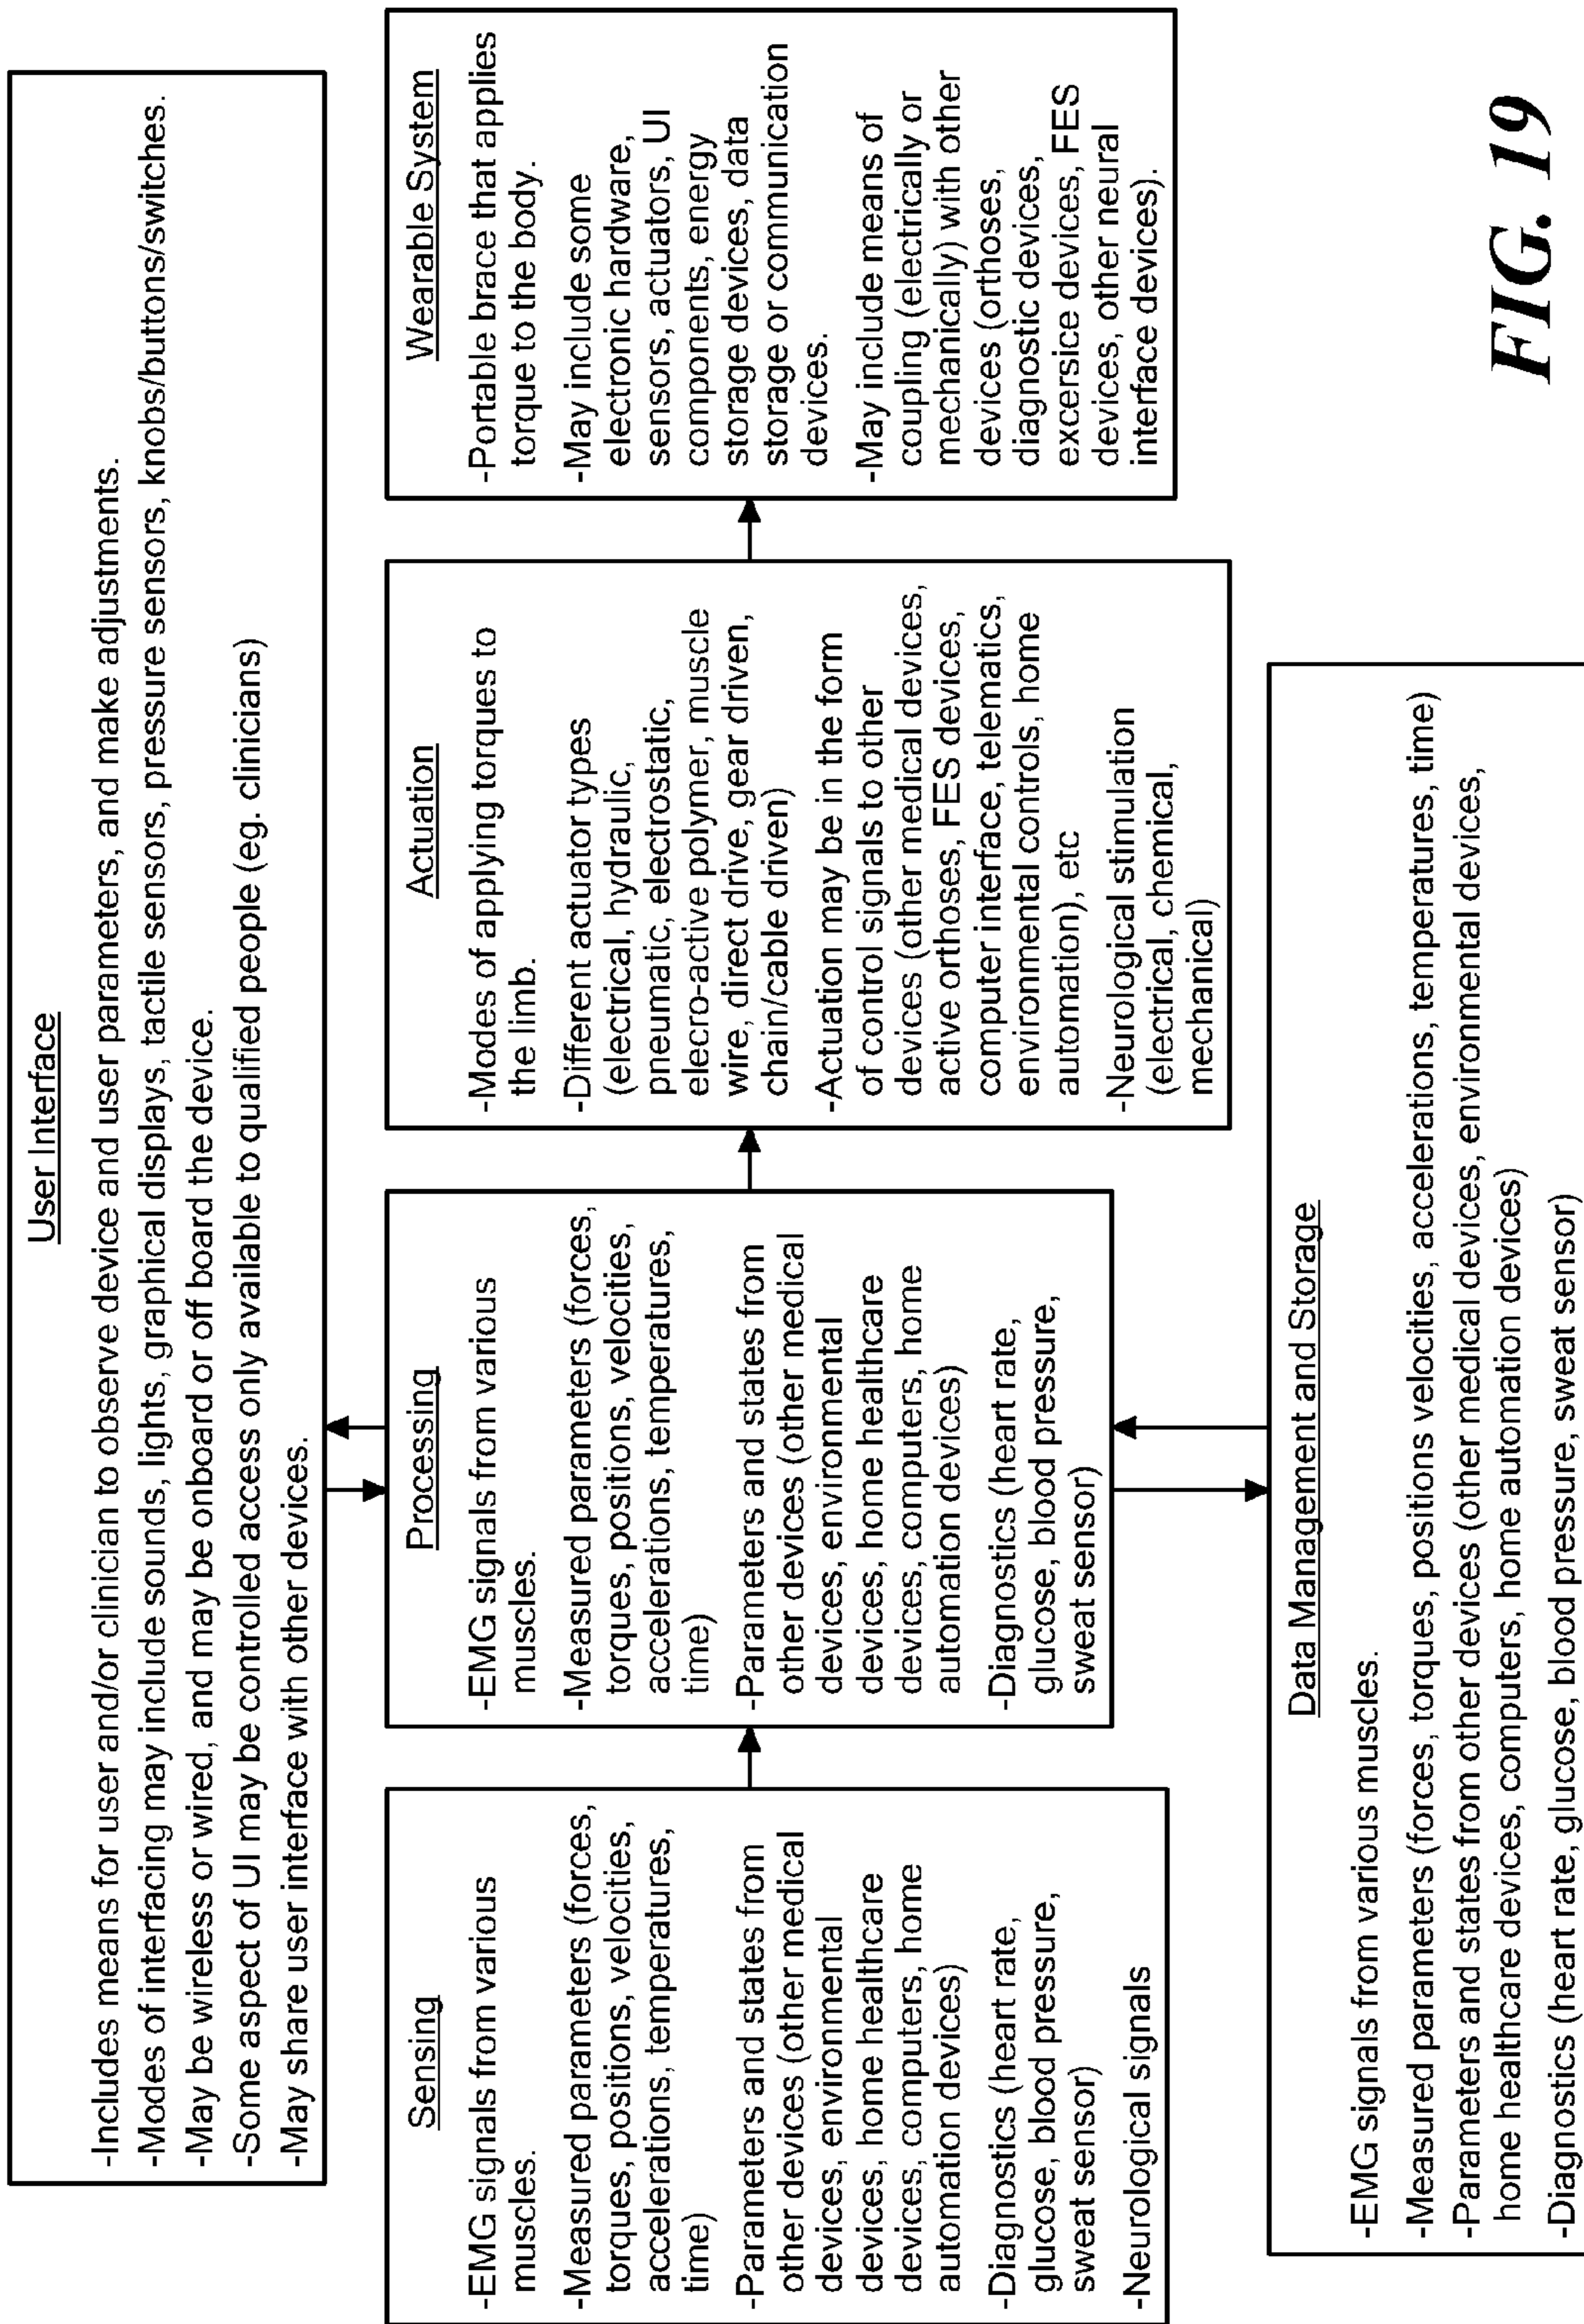 User Interface
-Includes means for user and/or clinician to observe device and user parameters, and make adjustments.
-Modes of interfacing may include sounds, lights, graphical displays, tactile sensors, pressure sensors, knobs/buttons/switches.
-May be wireless or wired, and may be onboard or off board the device.
-Some aspect of UI may be controlled access only available to qualified people (eg. clinicians)
-May share user interface with other devices.
Sensing
-EMG signals from various
muscles.
-Measured parameters (forces,
torques, positions, velocities,
accelerations, temperatures,
time)
-Parameters and states from
other devices (other medical
devices, environmental
devices, home healthcare
devices, computers, home
automation devices)
-Diagnostics (heart rate,
glucose, blood pressure,
sweat sensor)
-Neurological signals
Processing
-EMG signals from various
muscles.
-Measured parameters (forces,
torques, positions, velocities,
accelerations, temperatures,
time)
-Parameters and states from
other devices (other medical
devices, environmental
devices, home healthcare
devices, computers, home
automation devices)
-Diagnostics (heart rate,
glucose, blood pressure,
sweat sensor)
Actuation
-Modes of applying torques to
the limb.
-Different actuator types
(electrical, hydraulic,
pneumatic, electrostatic,
elecro-active polymer, muscle
wire, direct drive, gear driven,
chain/cable driven)
-Actuation may be in the form
of control signals to other
devices (other medical devices,
active orthoses, FES devices,
computer interface, telematics,
environmental controls, home
automation), etc
-Neurological stimulation
(electrical, chemical,
mechanical)
Wearable System
-Portable brace that applies
torque to the body.
-May include some
electronic hardware,
sensors, actuators, UI
components, energy
storage devices, data
storage or communication
devices.
-May include means of
coupling (electrically or
mechanically) with other
devices (orthoses,
diagnostic devices,
excersice devices, FES
devices, other neural
interface devices).
Data Management and Storage
-EMG signals from various muscles.
-Measured parameters (forces, torques, positions velocities, accelerations, temperatures, time)
-Parameters and states from other devices (other medical devices, environmental devices,
home healthcare devices, computers, home automation devices)
-Diagnostics (heart rate, glucose, blood pressure, sweat sensor)
FIG. 19